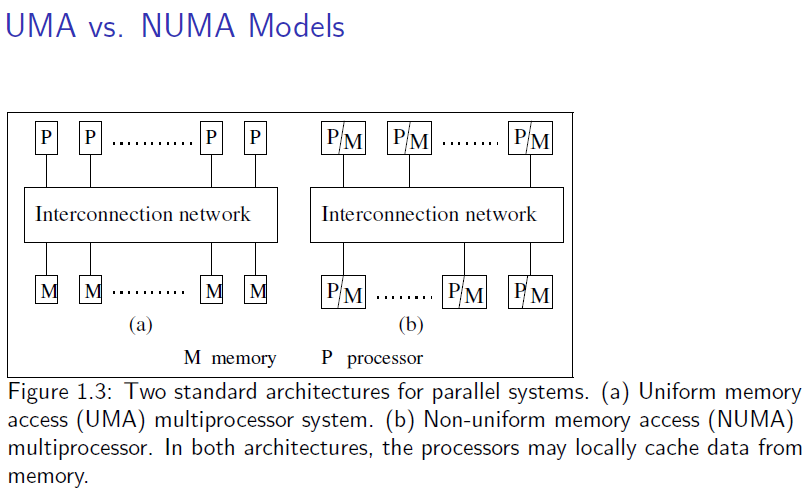 UMA vs. NUMA Models
P P ........... P P
P/M P/M ........ P/M
Interconnection network
Interconnection network
M M ........... M M
P/M ........ P/M P/M
(a)
(b)
M memory P processor
Figure 1.3: Two standard architectures for parallel systems. (a) Uniform memory
access (UMA) multiprocessor system. (b) Non-uniform memory access (NUMA)
multiprocessor. In both architectures, the processors may locally cache data from
memory.